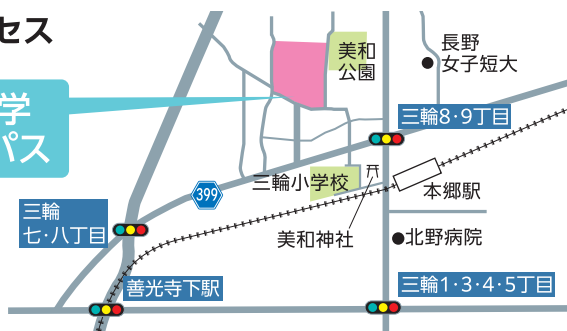 セス
学
パス
美和
公園
長野
女子短大
三輪8・9丁目
399
三輪小学校
本郷駅
三輪
七・八丁目
美和神社
北野病院
善光寺下駅
三輪1・3・4・5丁目